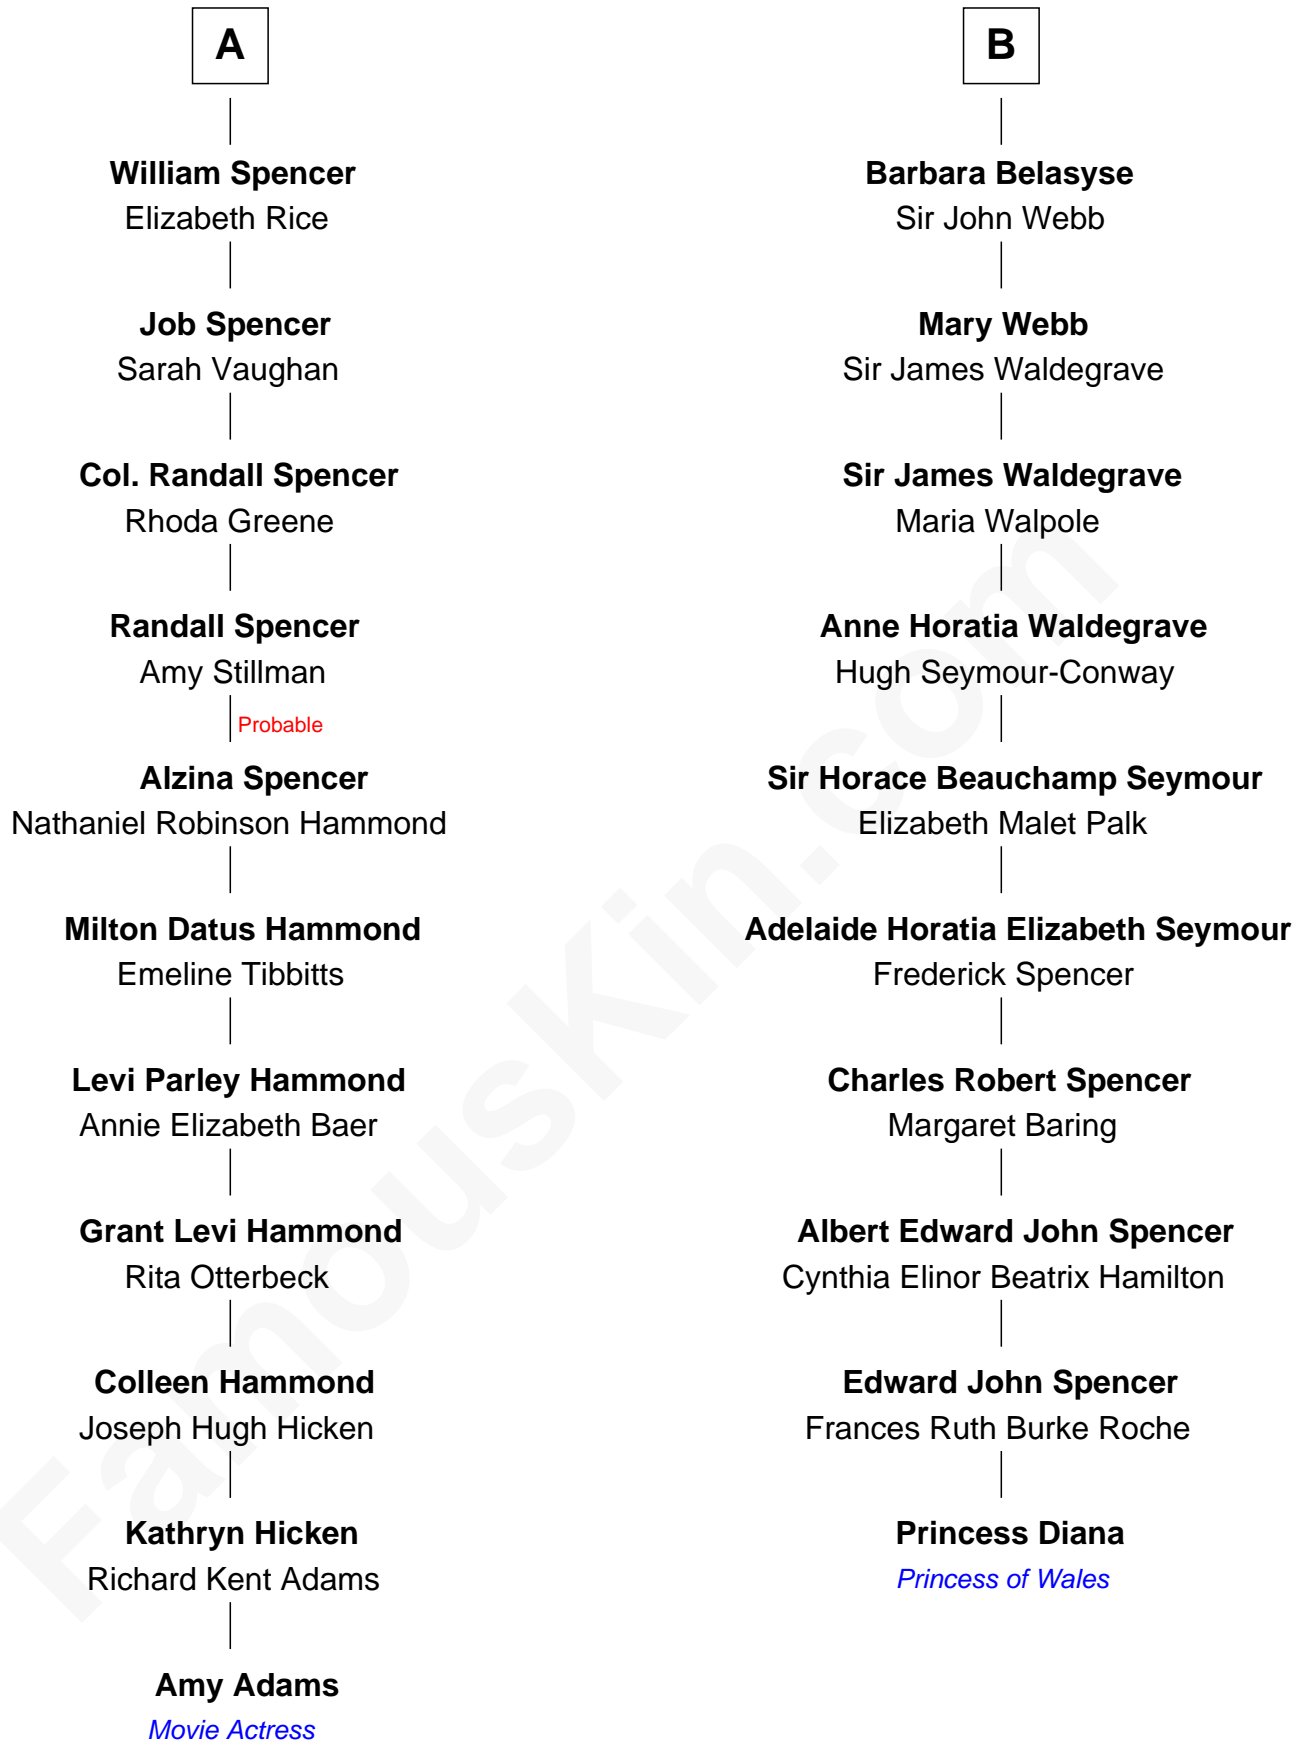 A
William Spencer
Elizabeth Rice
Job Spencer
Sarah Vaughan
Col. Randall Spencer
Rhoda Greene
Randall Spencer
Amy Stillman
Probable
Alzina Spencer
Nathaniel Robinson Hammond
Milton Datus Hammond
Emeline Tibbitts
Levi Parley Hammond
Annie Elizabeth Baer
Grant Levi Hammond
Rita Otterbeck
Colleen Hammond
Joseph Hugh Hicken
Kathryn Hicken
Richard Kent Adams
Amy Adams
Movie Actress
B
Barbara Belasyse
Sir John Webb
Mary Webb
Sir James Waldegrave
Sir James Waldegrave
Maria Walpole
Anne Horatia Waldegrave
Hugh Seymour-Conway
Sir Horace Beauchamp Seymour
Elizabeth Malet Palk
Adelaide Horatia Elizabeth Seymour
Frederick Spencer
Charles Robert Spencer
Margaret Baring
Albert Edward John Spencer
Cynthia Elinor Beatrix Hamilton
Edward John Spencer
Frances Ruth Burke Roche
Princess Diana
Princess of Wales
FamousKin.com